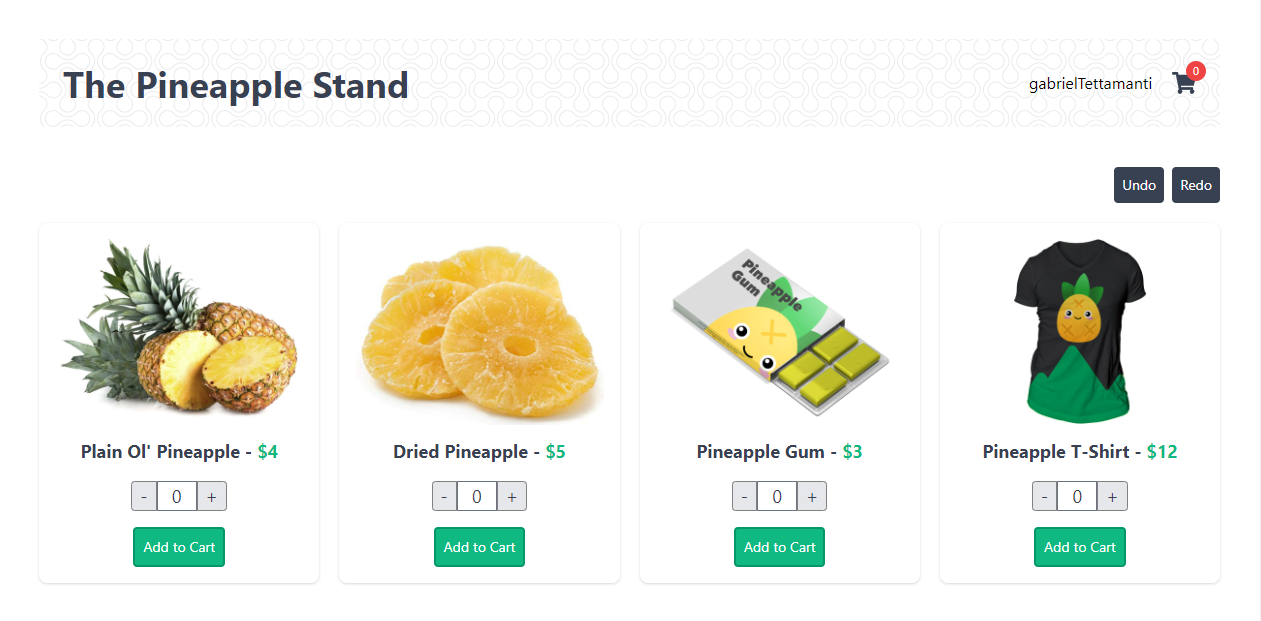 The Pineapple Stand
gabrielTettamanti
0
Undo
Redo
Pineapple
Gum
Plain Ol' Pineapple - $4
Dried Pineapple - $5
Pineapple Gum - $3
Pineapple T-Shirt - $12
- 0 +
- 0 +
- 0 +
- 0 +
Add to Cart
Add to Cart
Add to Cart
Add to Cart